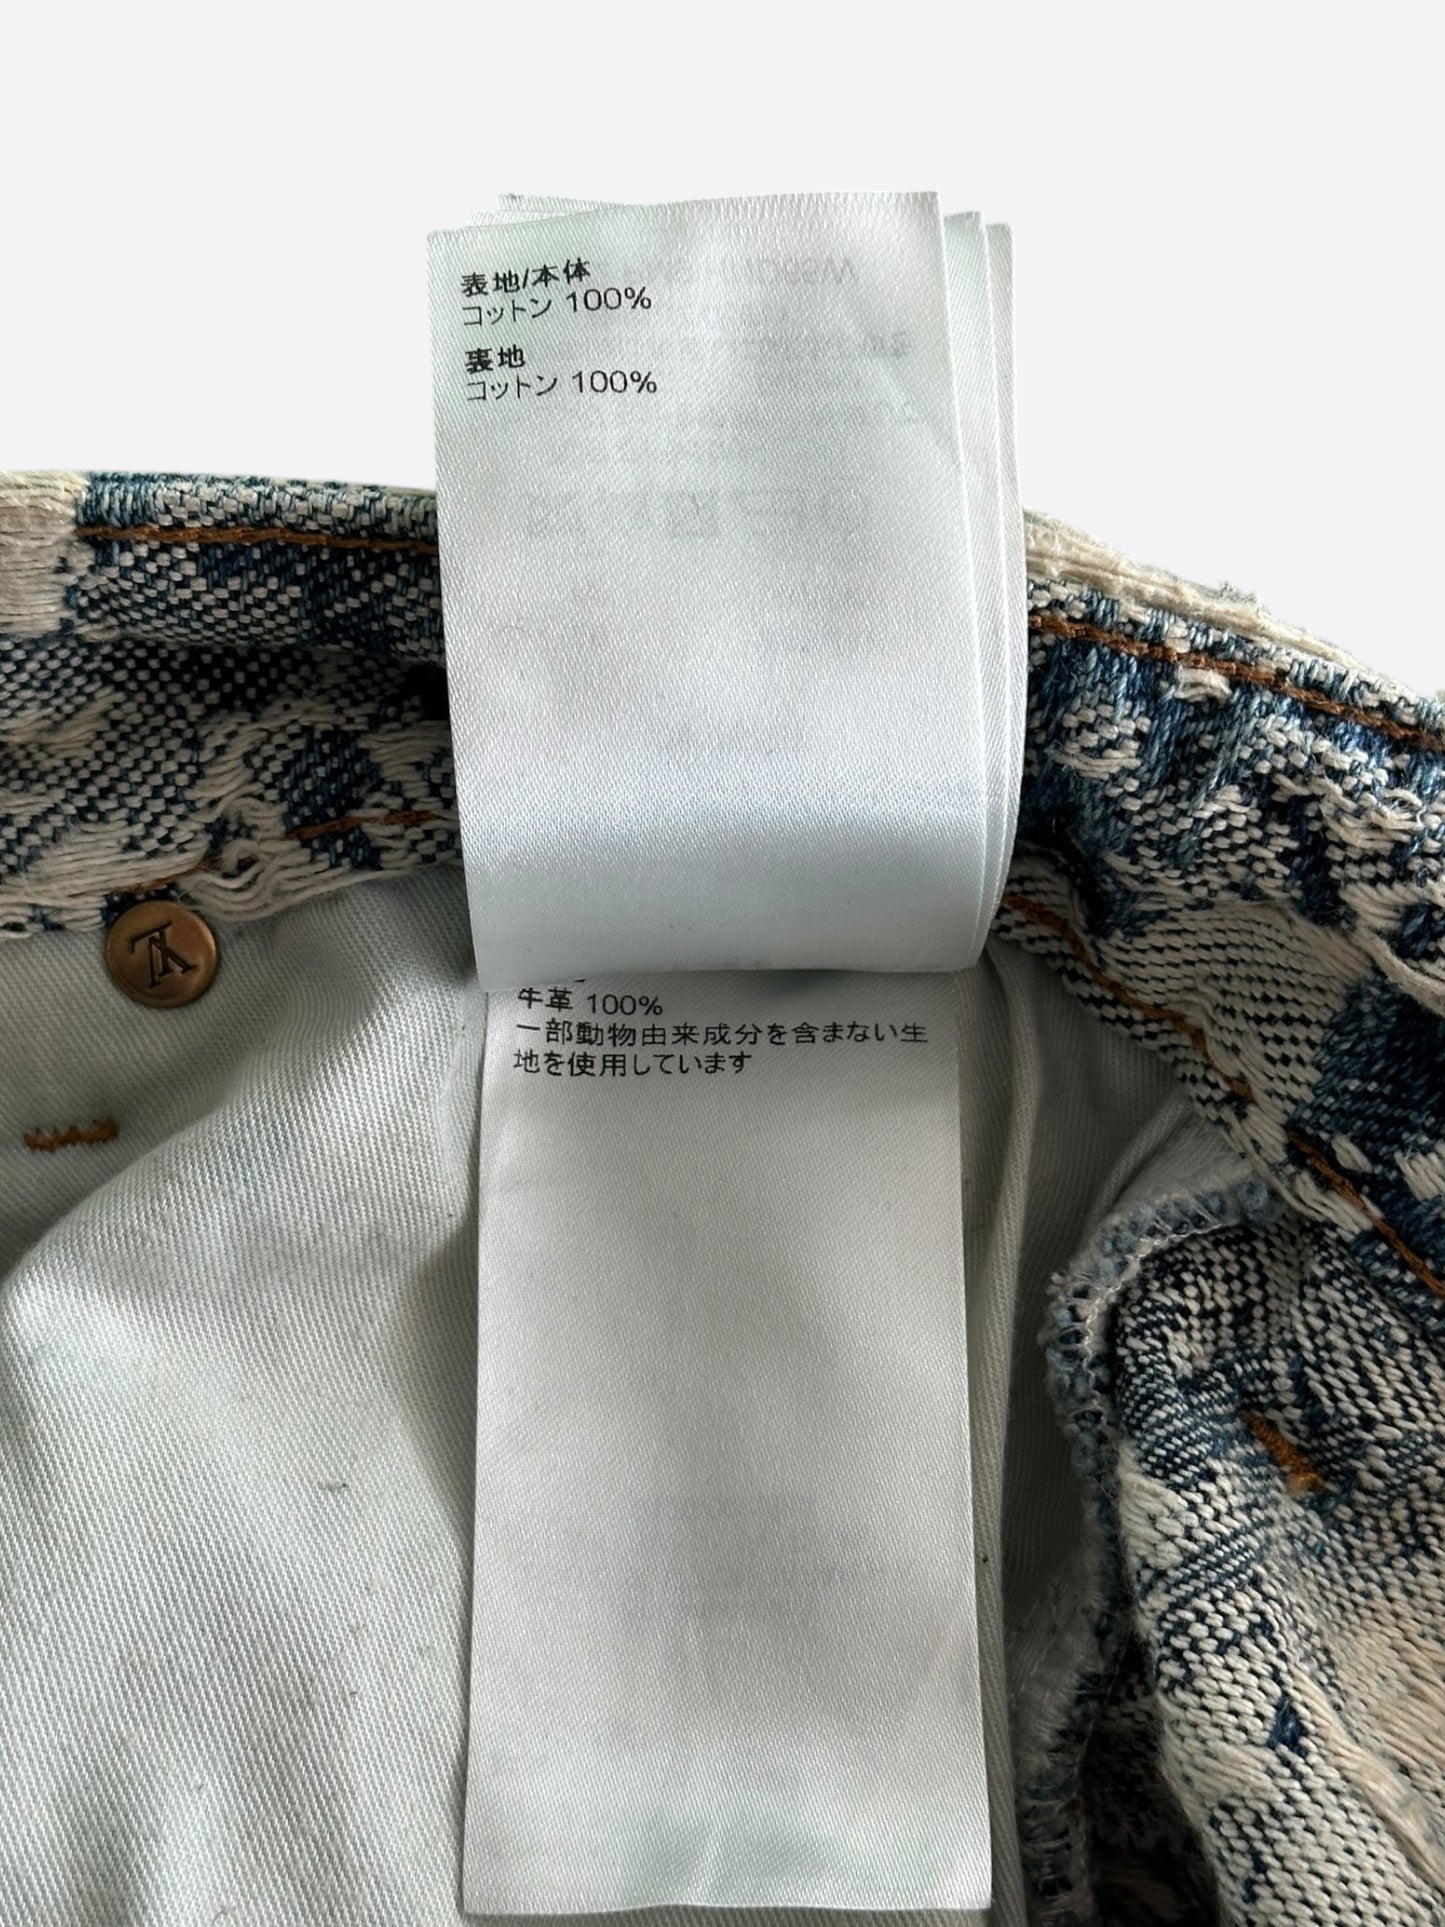 表地/本体
コットン 100%
裏地
コットン 100%
牛革 100%
一部動物由来成分を含まない生
地を使用しています